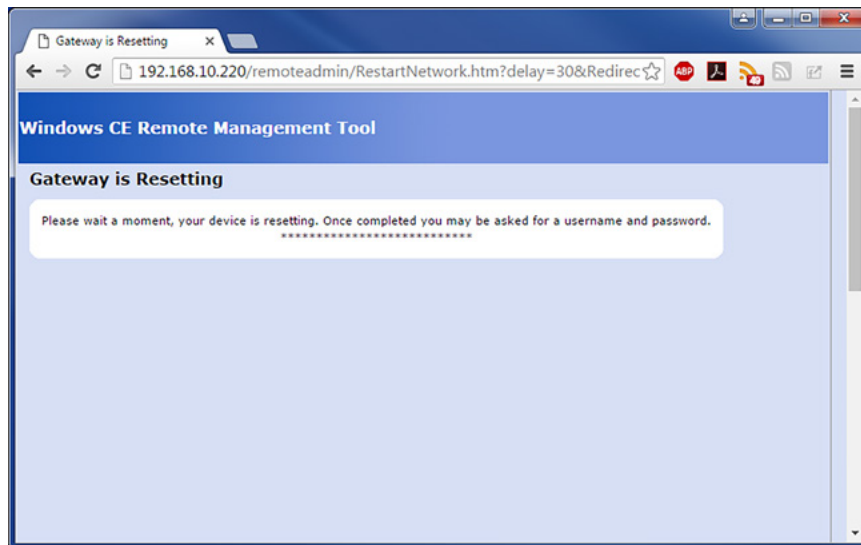 Gateway is Resetting
192.168.10.220/remoteadmin/RestartNetwork.htm?delay=30&Redirec
ABP
Windows CE Remote Management Tool
Gateway is Resetting
Please wait a moment, your device is resetting. Once completed you may be asked for a username and password.
***************************